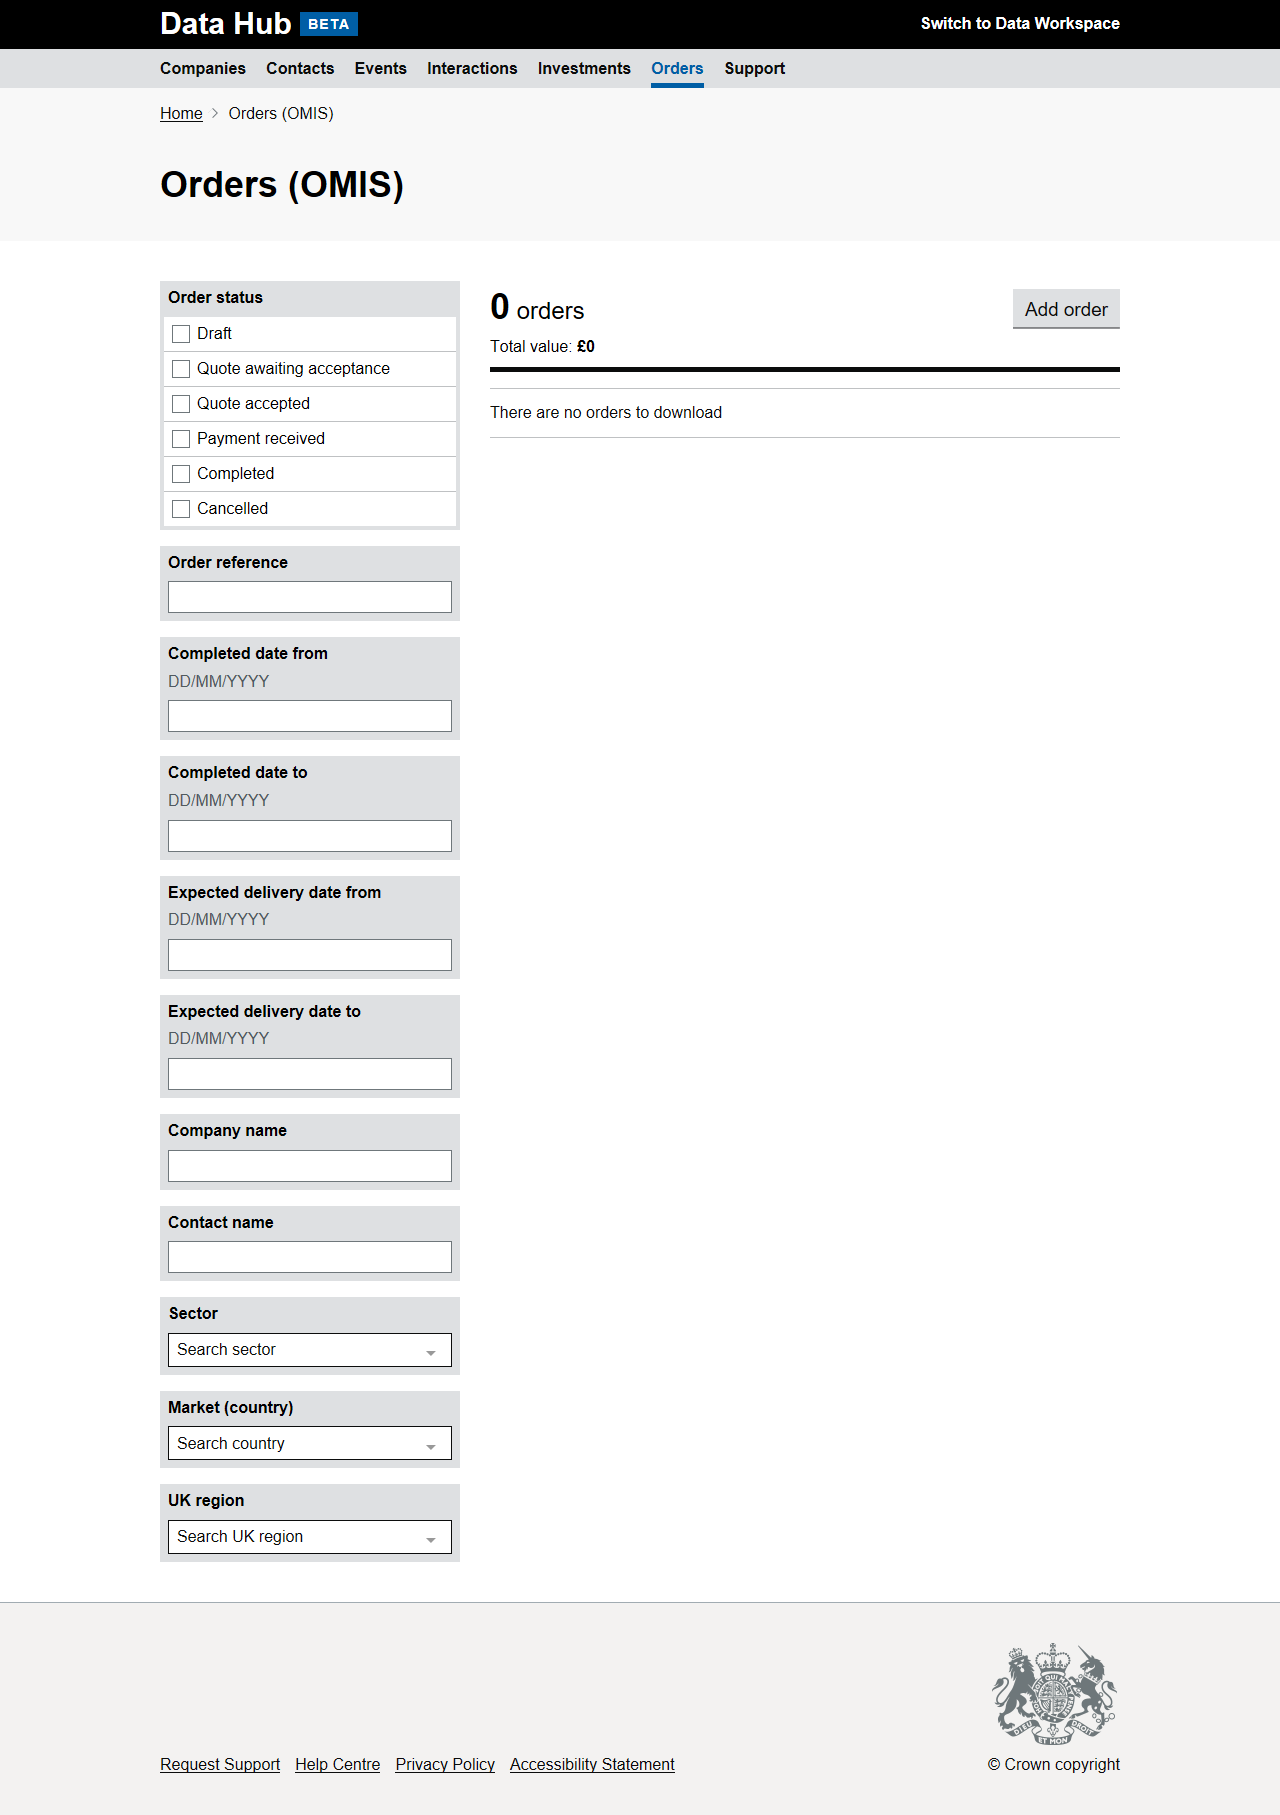 Data Hub BETA
Switch to Data Workspace
Companies Contacts Events Interactions Investments Orders Support
Home Orders (OMIS)
Orders (OMIS)
Order status
Draft
Quote awaiting acceptance
Quote accepted
Payment received
Completed
Cancelled
Order reference
Completed date from
DD/MM/YYYY
Completed date to
DD/MM/YYYY
Expected delivery date from
DD/MM/YYYY
Expected delivery date to
DD/MM/YYYY
Company name
Contact name
Sector
Search sector
Market (country)
Search country
UK region
Search UK region
0 orders
Add order
Total value: £0
There are no orders to download
DIEU ET MON DROIT
Request Support Help Centre Privacy Policy Accessibility Statement
© Crown copyright